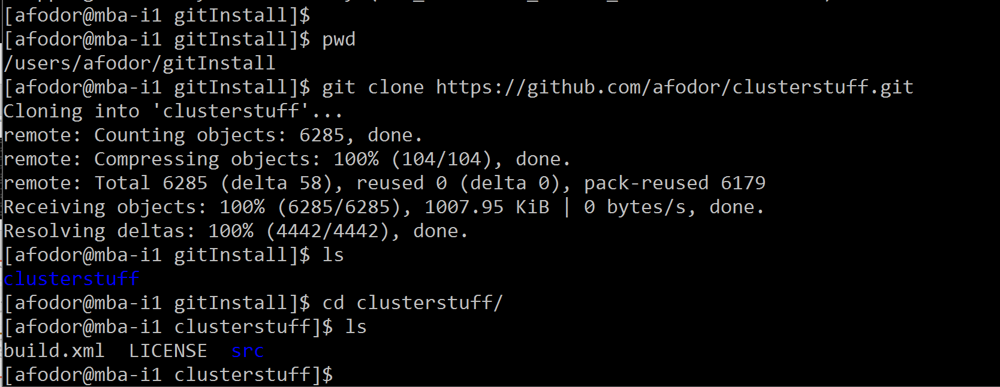 [afodor@mba-i1 gitInstall]$
[afodor@mba-i1 gitInstall]$ pwd
/users/afodor/gitInstall
[afodor@mba-i1 gitInstall]$ git clone https://github.com/afodor/clusterstuff.git
Cloning into 'clusterstuff'...
remote: Counting objects: 6285, done.
remote: Compressing objects: 100% (104/104), done.
remote: Total 6285 (delta 58), reused 0 (delta 0), pack-reused 6179
Receiving objects: 100% (6285/6285), 1007.95 KiB | 0 bytes/s, done.
Resolving deltas: 100% (4442/4442), done.
[afodor@mba-i1 gitInstall]$ ls
clusterstuff
[afodor@mba-i1 gitInstall]$ cd clusterstuff/
[afodor@mba-i1 clusterstuff]$ ls
build.xml  LICENSE  src
[afodor@mba-i1 clusterstuff]$